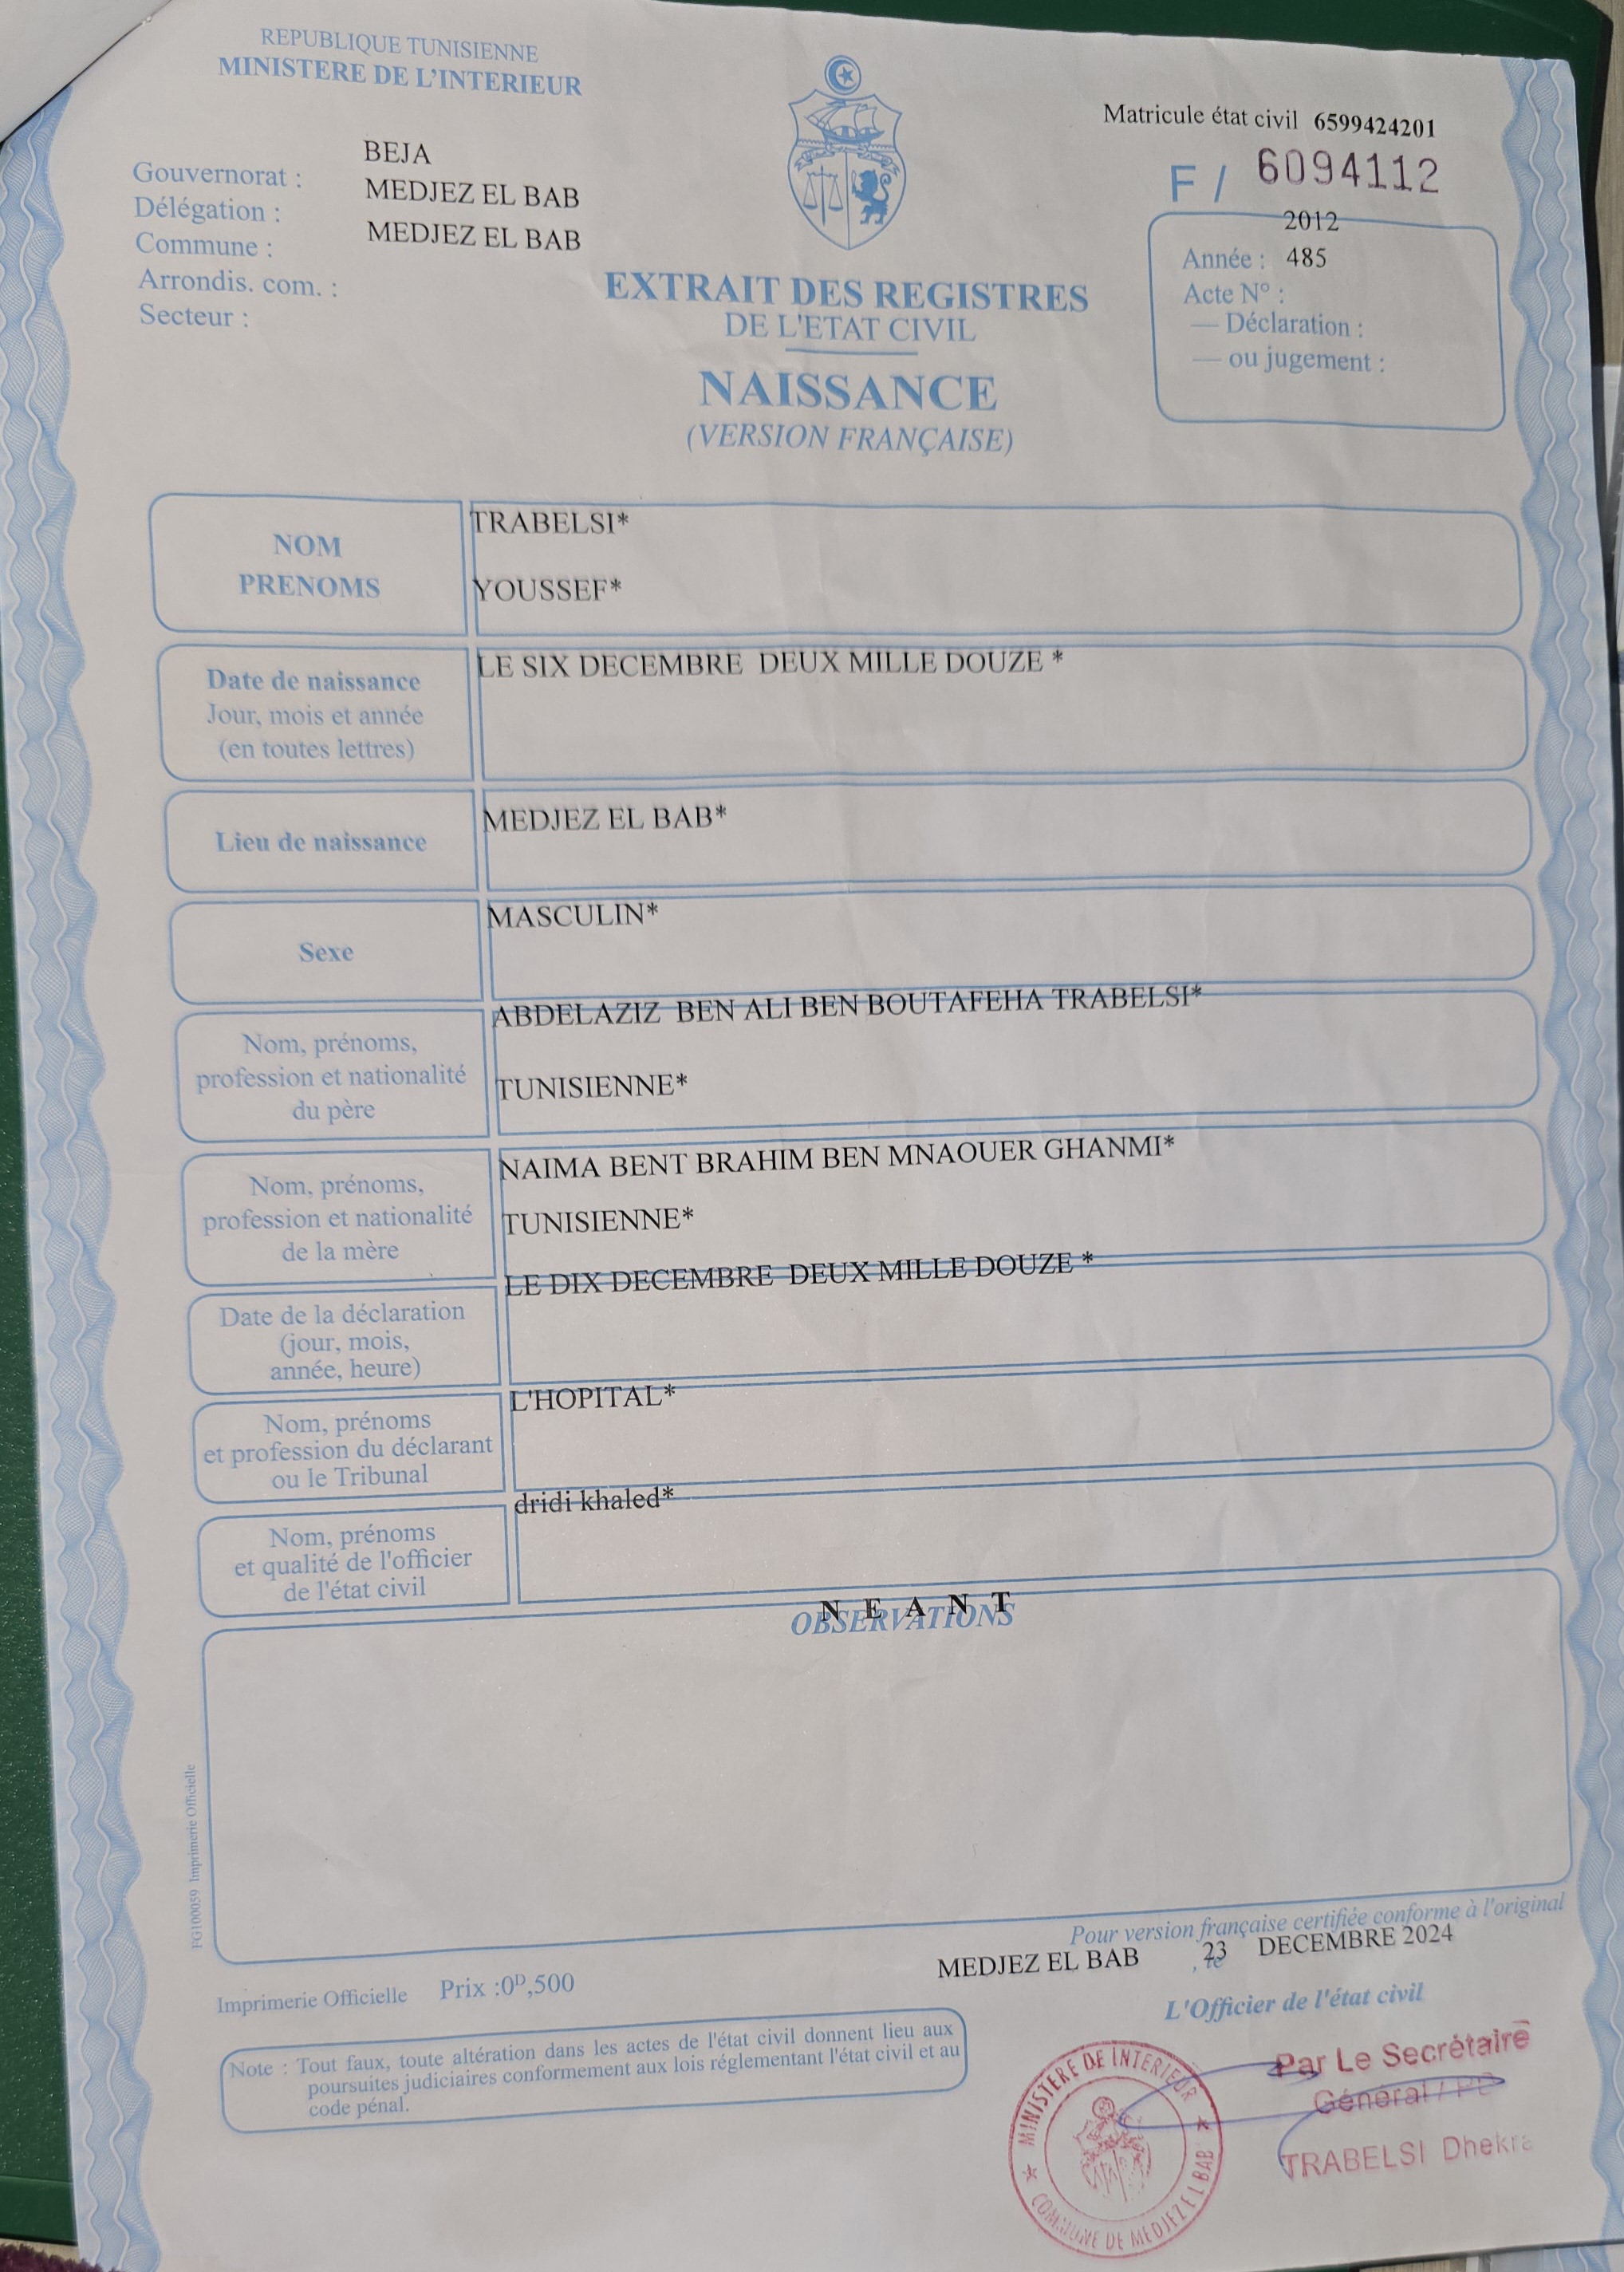 REPUBLIQUE TUNISIENNE
MINISTERE DE L'INTERIEUR
Matricule état civil 6599424201
F / 6094112
BEJA
Gouvernorat :
MEDJEZ EL BAB
Délégation :
MEDJEZ EL BAB
Commune :
Arrondis. com. :
Secteur :
2012
Année : 485
Acte N° :
— Déclaration :
— ou jugement :
EXTRAIT DES REGISTRES
DE L'ETAT CIVIL
NAISSANCE
(VERSION FRANÇAISE)
NOM
PRENOMS
TRABELSI*
YOUSSEF*
Date de naissance
Jour, mois et année
(en toutes lettres)
LE SIX DECEMBRE DEUX MILLE DOUZE *
Lieu de naissance
MEDJEZ EL BAB*
Sexe
MASCULIN*
Nom, prénoms,
profession et nationalité
du père
ABDELAZIZ BEN ALI BEN BOUTAFEHA TRABELSI*
TUNISIENNE*
Nom, prénoms,
profession et nationalité
de la mère
NAIMA BENT BRAHIM BEN MNAOUER GHANMI*
TUNISIENNE*
Date de la déclaration
(jour, mois,
année, heure)
LE DIX DECEMBRE DEUX MILLE DOUZE *
Nom, prénoms
et profession du déclarant
ou le Tribunal
L'HOPITAL*
Nom, prénoms
et qualité de l'officier
de l'état civil
dridi khaled*
N E A N T
OBSERVATIONS
FG100059 Imprimerie Officielle
Pour version française certifiée conforme à l'original
MEDJEZ EL BAB , le 23 DECEMBRE 2024
L'Officier de l'état civil
Imprimerie Officielle Prix :0D,500
Note : Tout faux, toute altération dans les actes de l'état civil donnent lieu aux
poursuites judiciaires conformement aux lois réglementant l'état civil et au
code pénal.
MINISTERE DE INTERIEUR
COMMUNE DE MEDJEZ EL BAB
Par Le Secrétaire
Général / PD
TRABELSI Dhekra